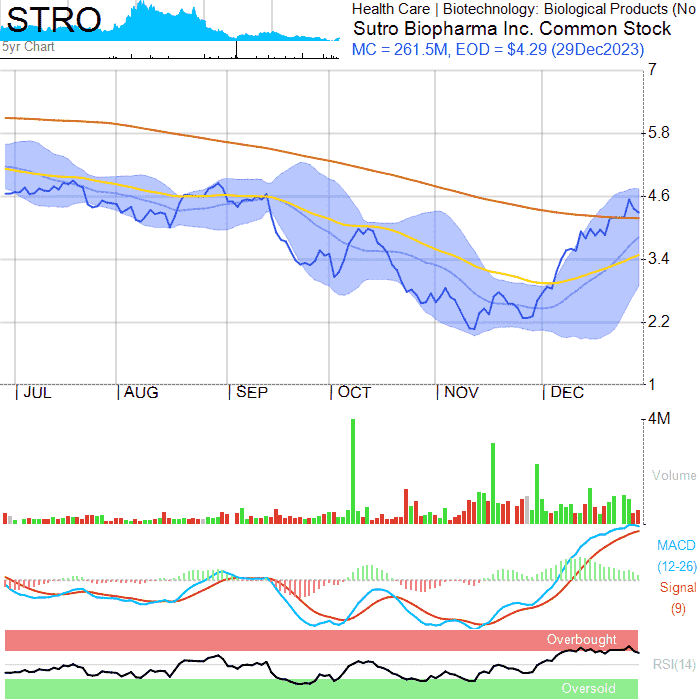 STRO
5yr Chart
Health Care | Biotechnology: Biological Products (No
Sutro Biopharma Inc. Common Stock
MC = 261.5M, EOD = $4.29 (29Dec2023)
7
5.8
4.6
3.4
2.2
1
JUL AUG SEP OCT NOV DEC
4M
Volume
MACD
(12-26)
Signal
(9)
Overbought
RSI(14)
Oversold